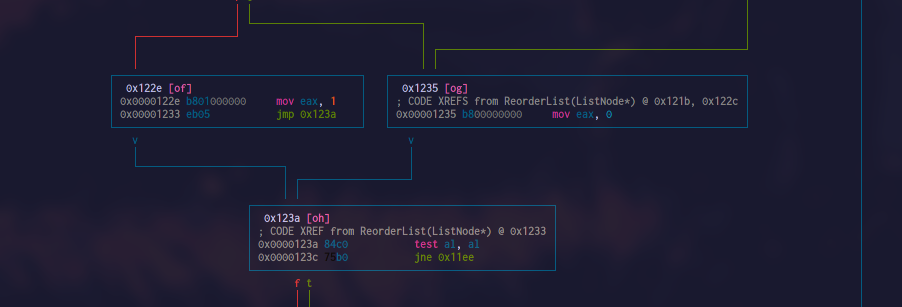 0x122e [of]
0x0000122e b801000000 mov eax, 1
0x00001233 eb05 jmp 0x123a
0x1235 [og]
; CODE XREFS from ReorderList(ListNode*) @ 0x121b, 0x122c
0x00001235 b800000000 mov eax, 0
v
v
0x123a [oh]
; CODE XREF from ReorderList(ListNode*) @ 0x1233
0x0000123a 84c0 test al, al
0x0000123c 75b0 jne 0x11ee
f t